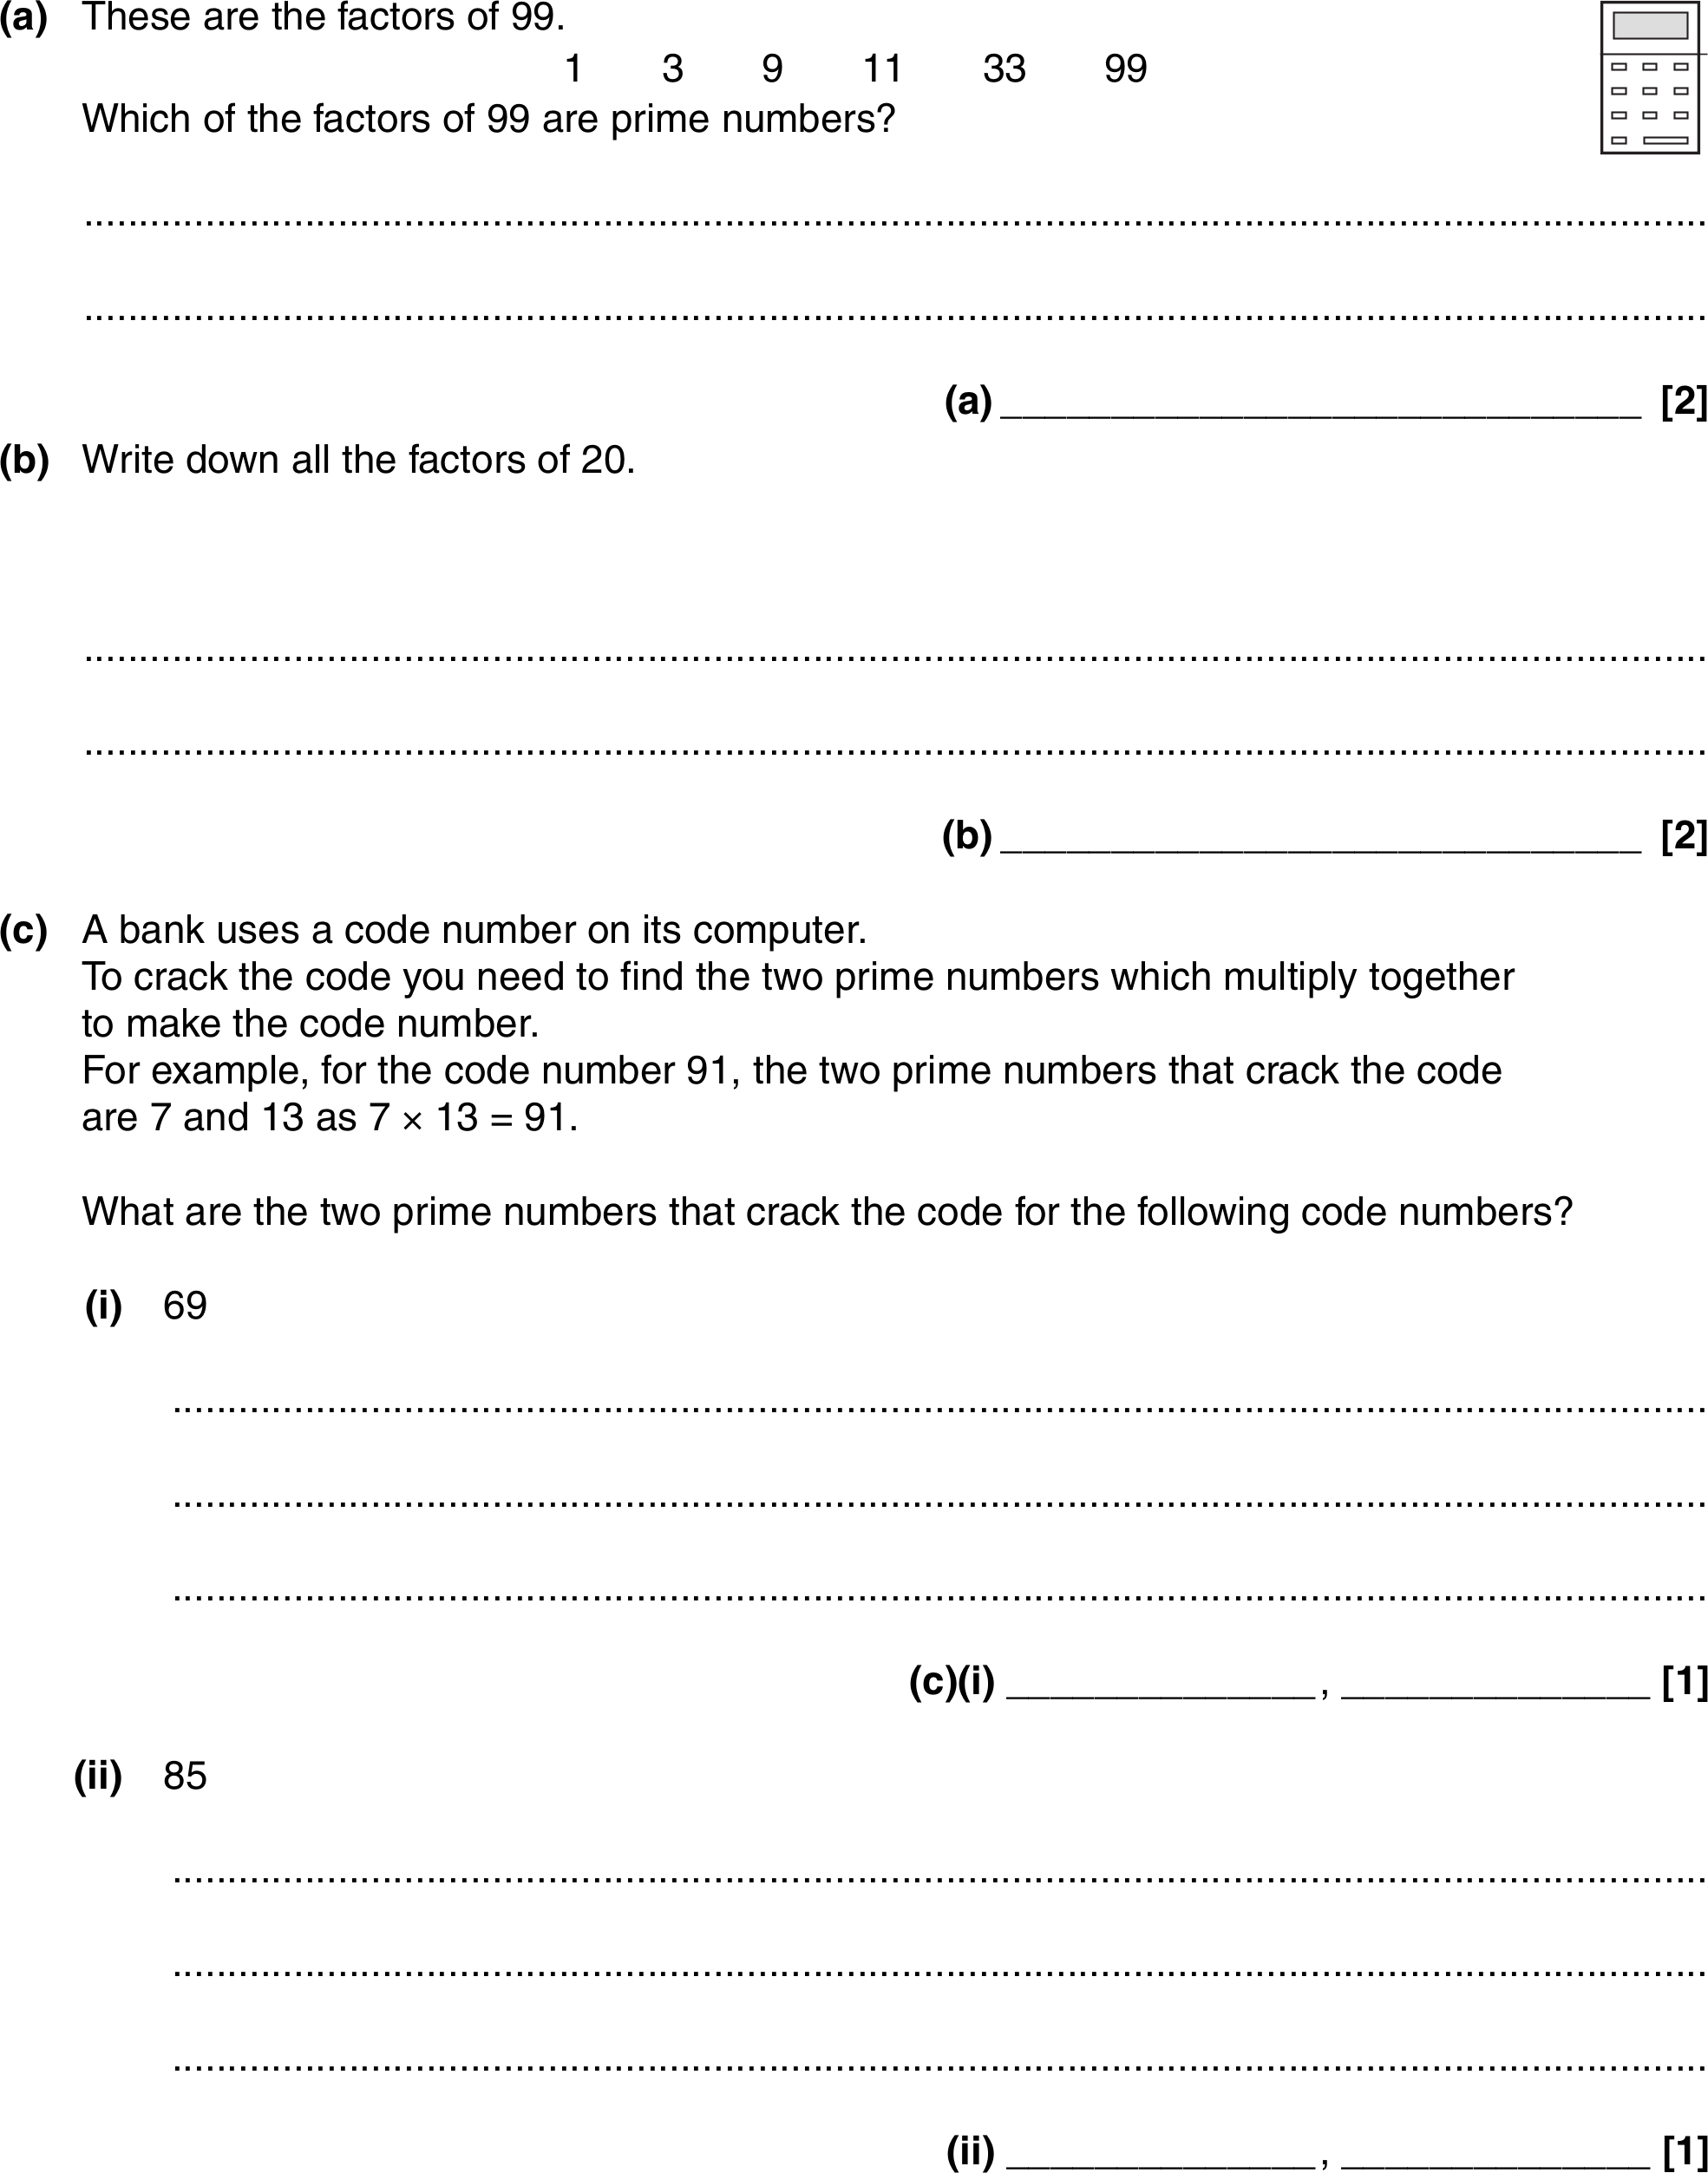 (a) These are the factors of 99.
1 3 9 11 33 99
Which of the factors of 99 are prime numbers?
(a) ______________________________ [2]
(b) Write down all the factors of 20.
(b) ______________________________ [2]
(c) A bank uses a code number on its computer.
To crack the code you need to find the two prime numbers which multiply together
to make the code number.
For example, for the code number 91, the two prime numbers that crack the code
are 7 and 13 as 7 × 13 = 91.
What are the two prime numbers that crack the code for the following code numbers?
(i) 69
(c)(i) ______________ , ______________ [1]
(ii) 85
(ii) ______________ , ______________ [1]